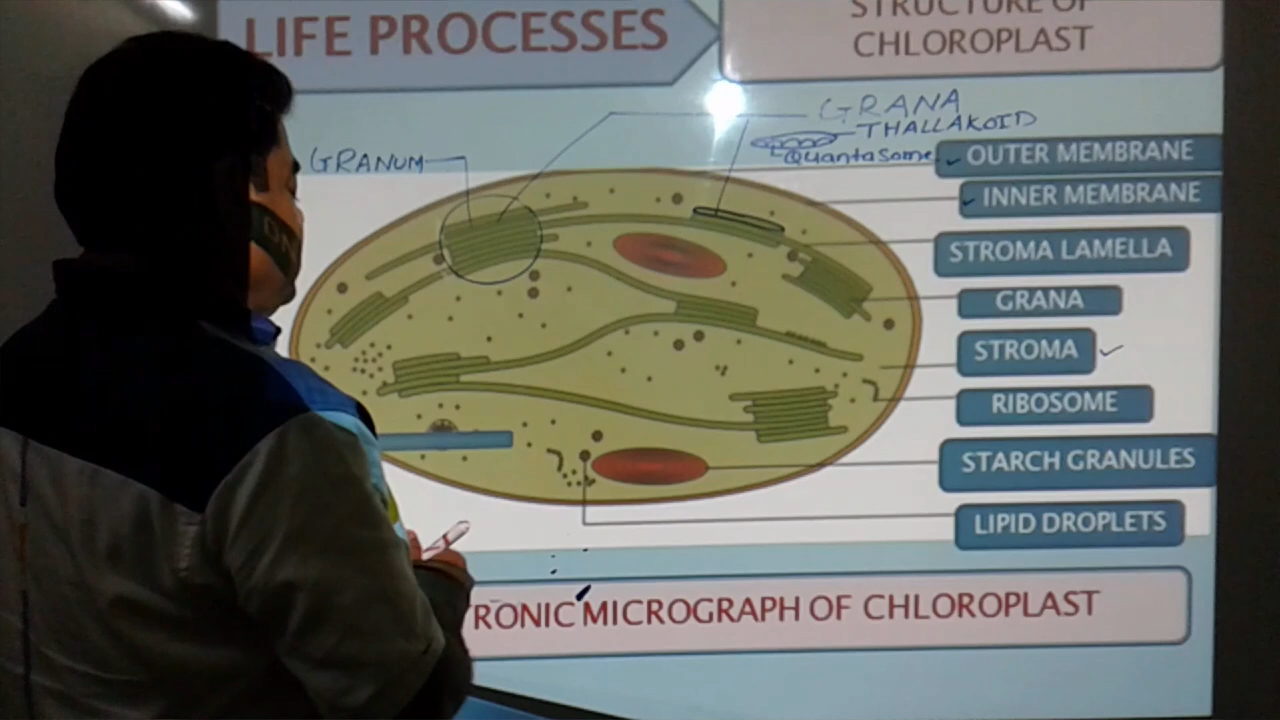 LIFE PROCESSES
STRUCTURE OF
CHLOROPLAST
GRANA
THALLAKOID
QuantaSome
GRANUM
OUTER MEMBRANE
INNER MEMBRANE
STROMA LAMELLA
GRANA
STROMA
RIBOSOME
STARCH GRANULES
LIPID DROPLETS
RONIC MICROGRAPH OF CHLOROPLAST